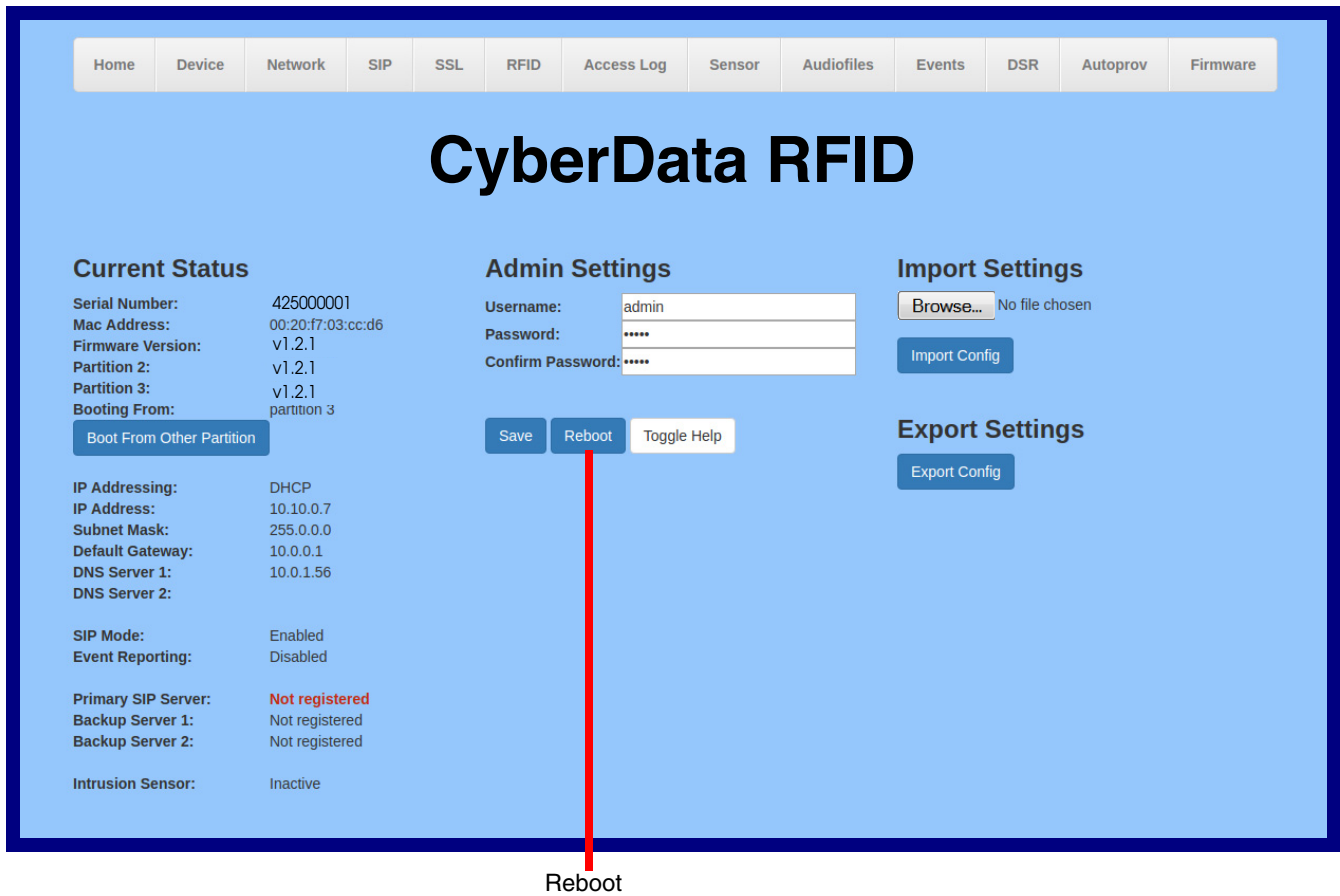 Home Device Network SIP SSL RFID Access Log Sensor Audiofiles Events DSR Autoprov Firmware
CyberData RFID
Current Status
Serial Number: 425000001
Mac Address: 00:20:f7:03:cc:d6
Firmware Version: v1.2.1
Partition 2: v1.2.1
Partition 3: v1.2.1
Booting From: partition 3
Boot From Other Partition
IP Addressing: DHCP
IP Address: 10.10.0.7
Subnet Mask: 255.0.0.0
Default Gateway: 10.0.0.1
DNS Server 1: 10.0.1.56
DNS Server 2:
SIP Mode: Enabled
Event Reporting: Disabled
Primary SIP Server: Not registered
Backup Server 1: Not registered
Backup Server 2: Not registered
Intrusion Sensor: Inactive
Admin Settings
Username: admin
Password: •••••
Confirm Password: •••••
Save Reboot Toggle Help
Import Settings
Browse... No file chosen
Import Config
Export Settings
Export Config
Reboot